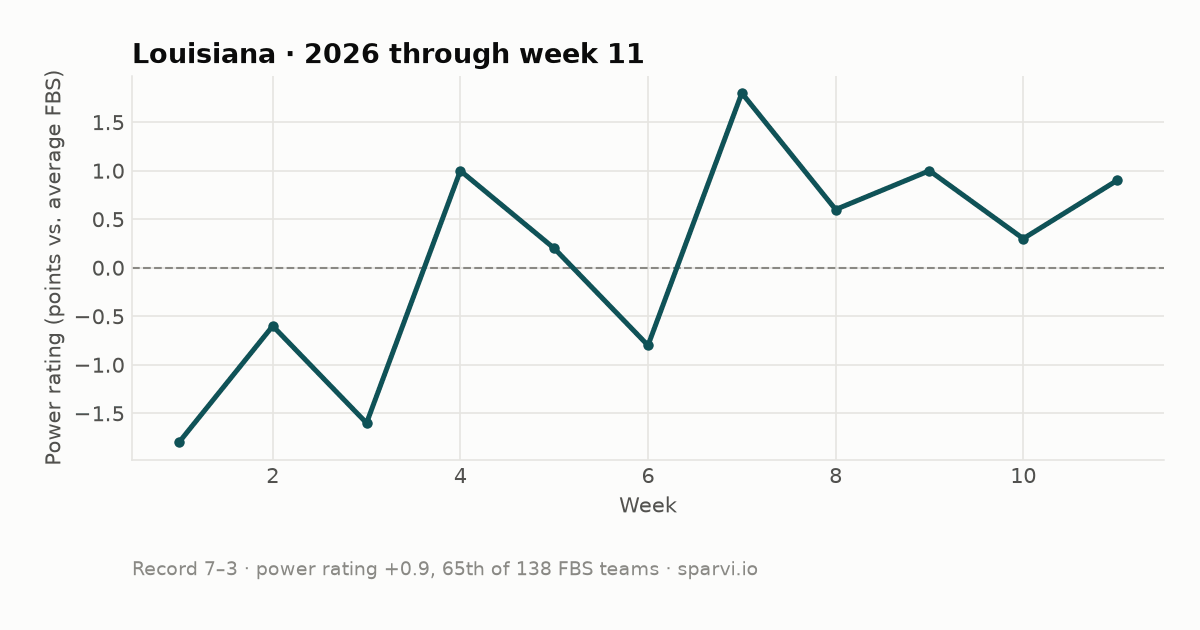 Louisiana · 2026 through week 11
Power rating (points vs. average FBS)
1.5
1.0
0.5
0.0
−0.5
−1.0
−1.5
2 4 6 8 10
Week
Record 7–3 · power rating +0.9, 65th of 138 FBS teams · sparvi.io